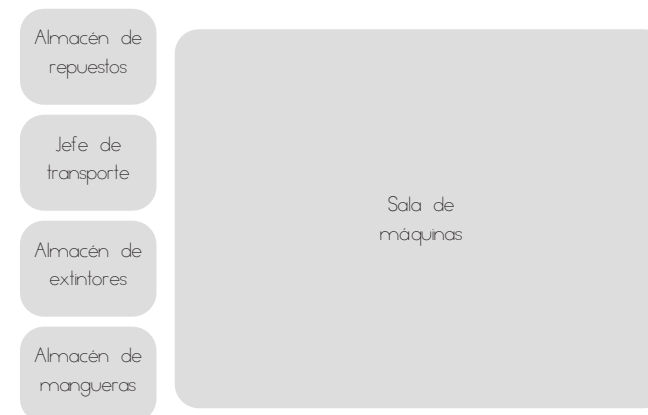 Almacén de
repuestos
Jefe de
transporte
Almacén de
extintores
Almacén de
mangueras
Sala de
máquinas